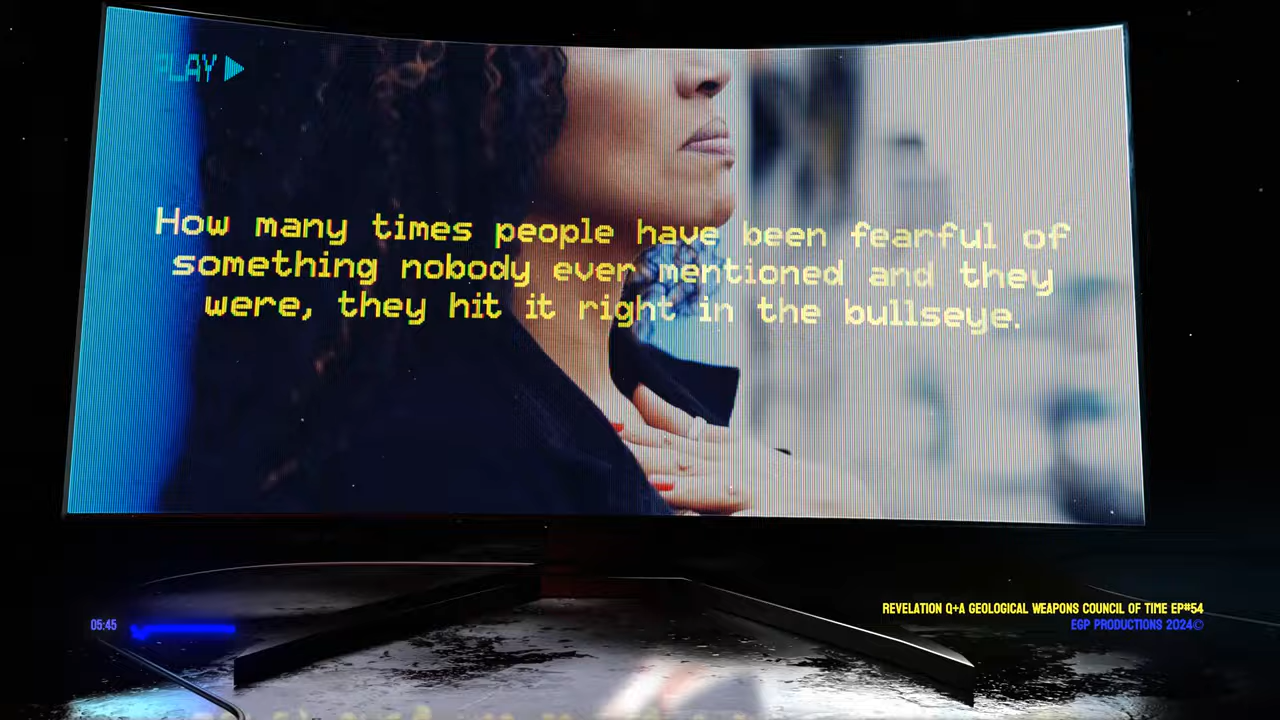 PLAY
How many times people have been fearful of
something nobody ever mentioned and they
were, they hit it right in the bullseye.
05:45
REVELATION Q+A GEOLOGICAL WEAPONS COUNCIL OF TIME EP#54
EGP PRODUCTIONS 2024©